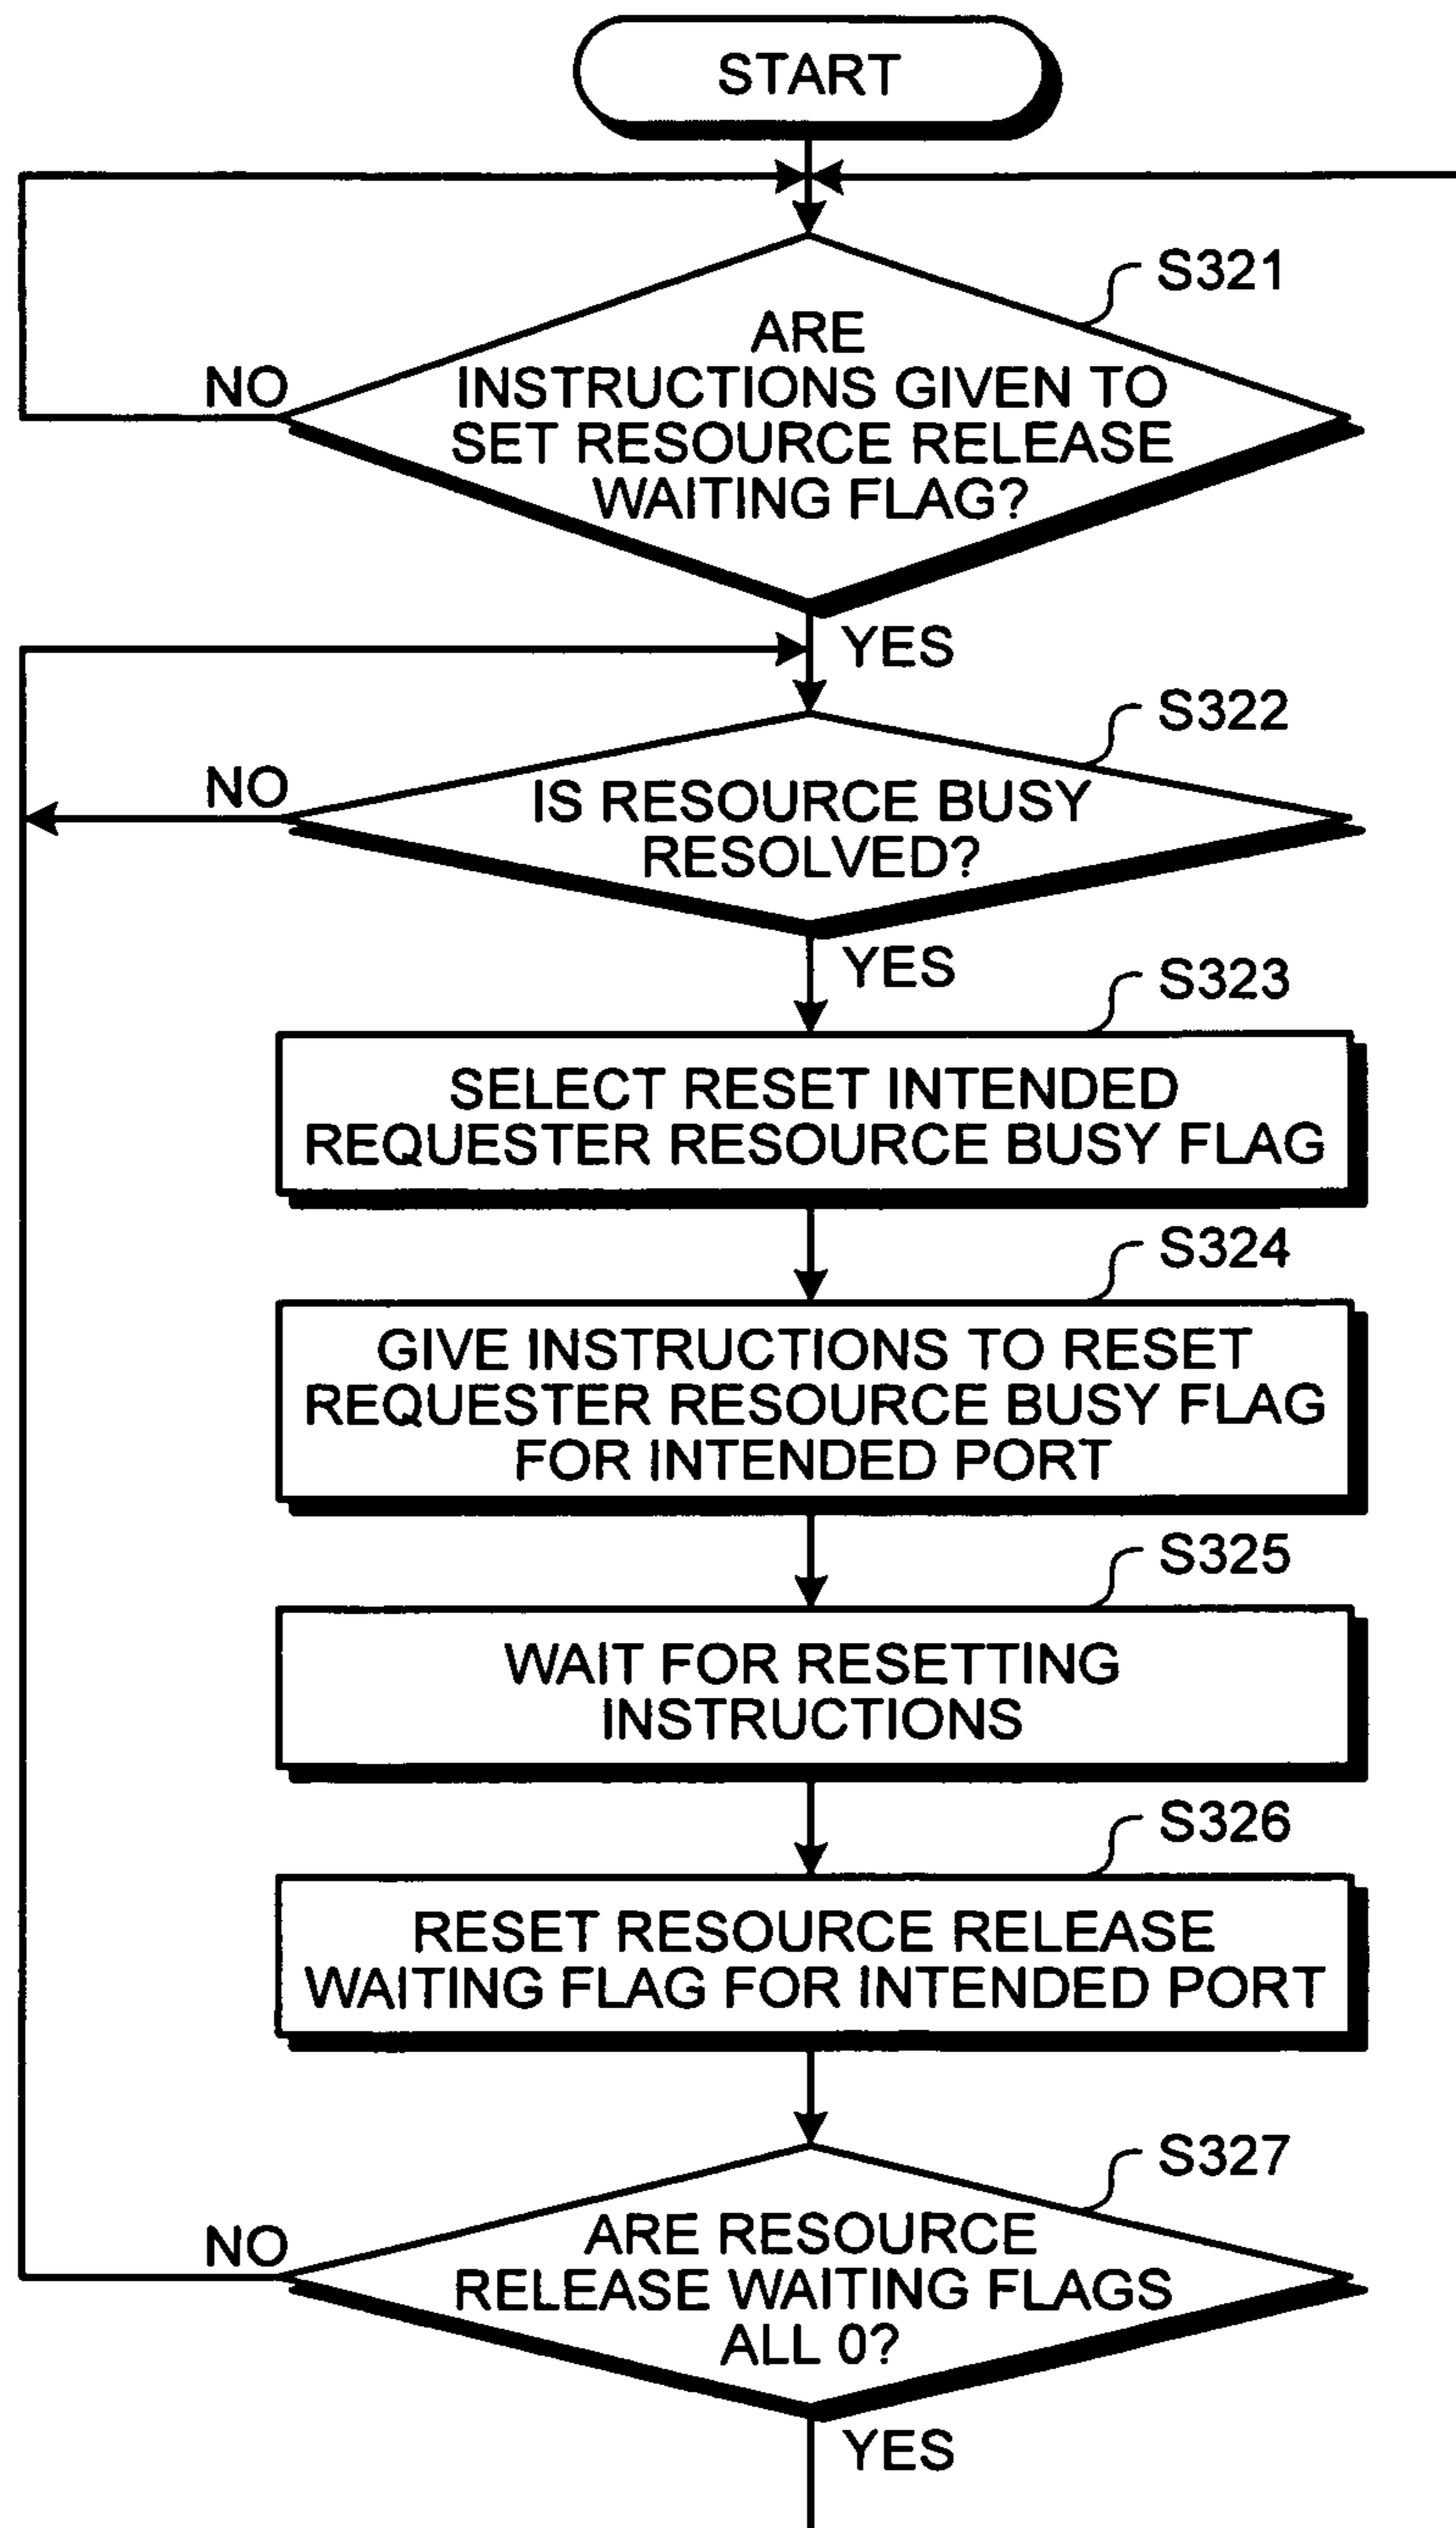 START
S321
ARE
INSTRUCTIONS GIVEN TO
SET RESOURCE RELEASE
WAITING FLAG?
NO
YES
S322
IS RESOURCE BUSY
RESOLVED?
NO
YES
S323
SELECT RESET INTENDED
REQUESTER RESOURCE BUSY FLAG
S324
GIVE INSTRUCTIONS TO RESET
REQUESTER RESOURCE BUSY FLAG
FOR INTENDED PORT
S325
WAIT FOR RESETTING
INSTRUCTIONS
S326
RESET RESOURCE RELEASE
WAITING FLAG FOR INTENDED PORT
S327
ARE RESOURCE
RELEASE WAITING FLAGS
ALL 0?
NO
YES